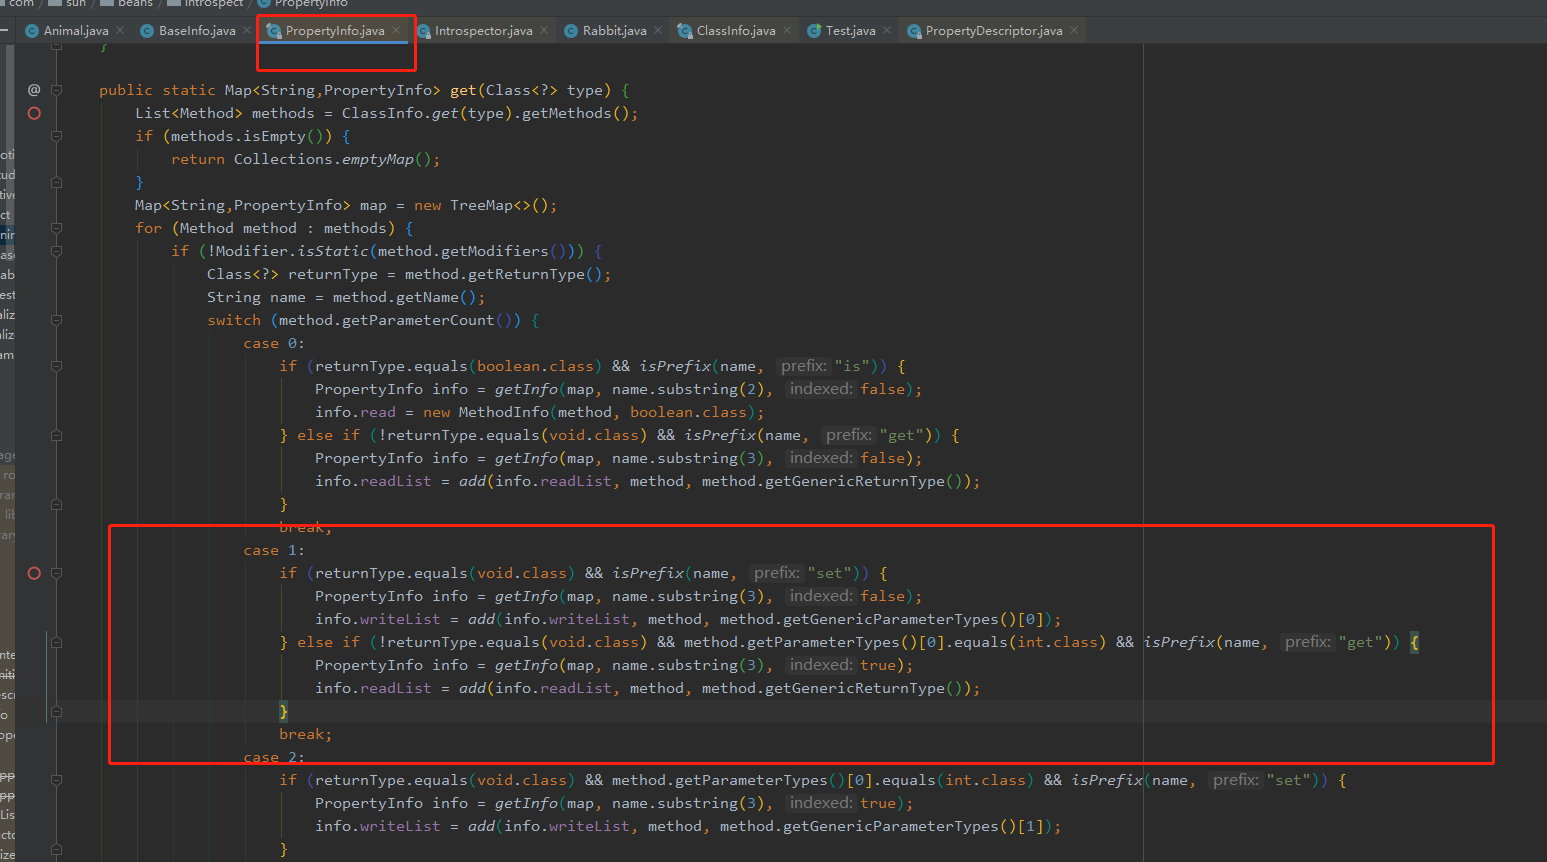 com / sun / beans / introspect / PropertyInfo
Animal.java BaseInfo.java PropertyInfo.java Introspector.java Rabbit.java ClassInfo.java Test.java PropertyDescriptor.java
}
@ public static Map<String,PropertyInfo> get(Class<?> type) {
List<Method> methods = ClassInfo.get(type).getMethods();
if (methods.isEmpty()) {
return Collections.emptyMap();
}
Map<String,PropertyInfo> map = new TreeMap<>();
for (Method method : methods) {
if (!Modifier.isStatic(method.getModifiers())) {
Class<?> returnType = method.getReturnType();
String name = method.getName();
switch (method.getParameterCount()) {
case 0:
if (returnType.equals(boolean.class) && isPrefix(name, prefix: "is")) {
PropertyInfo info = getInfo(map, name.substring(2), indexed: false);
info.read = new MethodInfo(method, boolean.class);
} else if (!returnType.equals(void.class) && isPrefix(name, prefix: "get")) {
PropertyInfo info = getInfo(map, name.substring(3), indexed: false);
info.readList = add(info.readList, method, method.getGenericReturnType());
}
break;
case 1:
if (returnType.equals(void.class) && isPrefix(name, prefix: "set")) {
PropertyInfo info = getInfo(map, name.substring(3), indexed: false);
info.writeList = add(info.writeList, method, method.getGenericParameterTypes()[0]);
} else if (!returnType.equals(void.class) && method.getParameterTypes()[0].equals(int.class) && isPrefix(name, prefix: "get")) {
PropertyInfo info = getInfo(map, name.substring(3), indexed: true);
info.readList = add(info.readList, method, method.getGenericReturnType());
}
break;
case 2:
if (returnType.equals(void.class) && method.getParameterTypes()[0].equals(int.class) && isPrefix(name, prefix: "set")) {
PropertyInfo info = getInfo(map, name.substring(3), indexed: true);
info.writeList = add(info.writeList, method, method.getGenericParameterTypes()[1]);
}